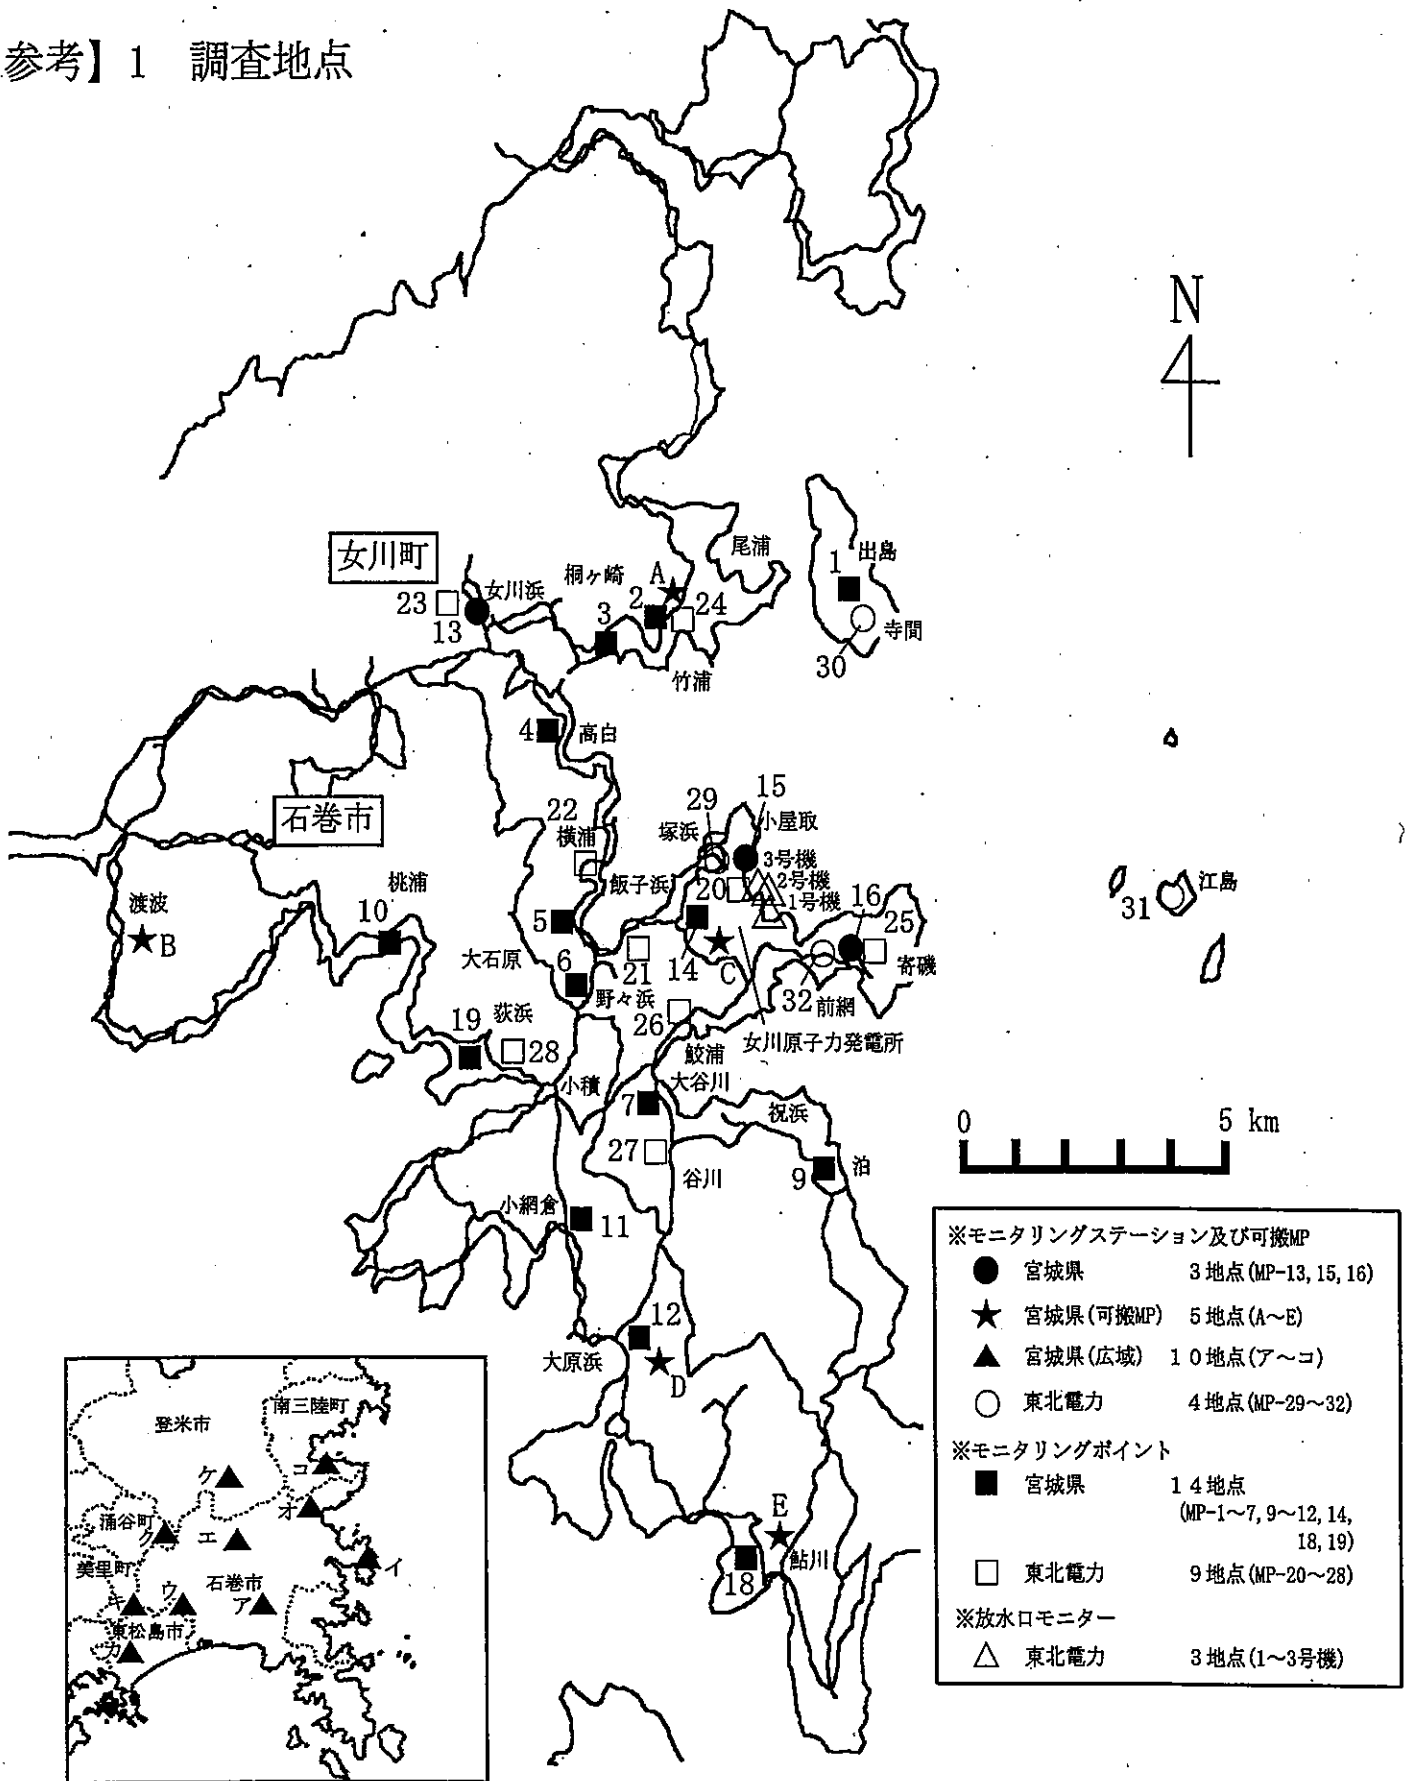 参考】1 調査地点
N
女川町
23
13
女川浜
桐ヶ崎
A
2
3
24
尾浦
竹浦
1
出島
寺間
30
4
高白
石巻市
22
横浦
29
塚浜
15
小屋取
3号機
2号機
1号機
20
飯子浜
渡波
B
桃浦
10
5
大石原
6
野々浜
21
14
C
16
25
寄磯
32
前網
31
江島
26
鮫浦
女川原子力発電所
19
荻浜
28
小積
大谷川
7
祝浜
27
谷川
9
泊
0 5 km
小網倉
11
12
大原浜
D
E
鮎川
18
※モニタリングステーション及び可搬MP
● 宮城県 3地点(MP-13,15,16)
★ 宮城県(可搬MP) 5地点(A～E)
▲ 宮城県(広域) 10地点(ア～コ)
○ 東北電力 4地点(MP-29～32)
※モニタリングポイント
■ 宮城県 14地点
(MP-1～7,9～12,14,
18,19)
□ 東北電力 9地点(MP-20～28)
※放水口モニター
△ 東北電力 3地点(1～3号機)
登米市
南三陸町
ケ
コ
オ
涌谷町
ク
エ
美里町
イ
キ
ウ
石巻市
ア
東松島市
カ